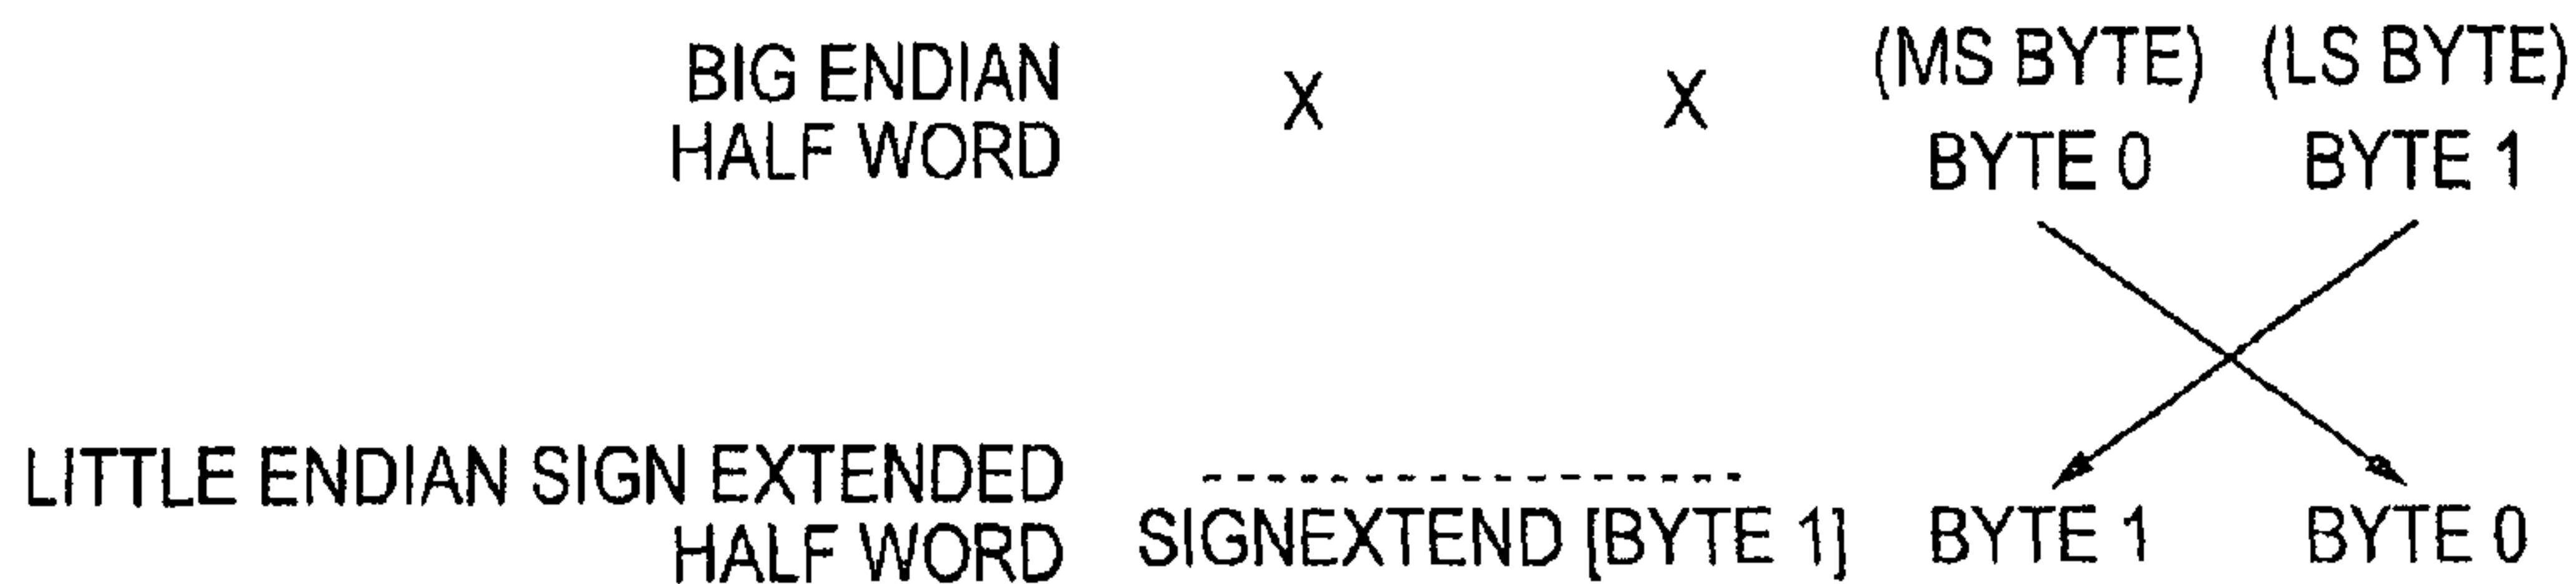 BIG ENDIAN
HALF WORD
X X
(MS BYTE) (LS BYTE)
BYTE 0 BYTE 1
LITTLE ENDIAN SIGN EXTENDED
HALF WORD
SIGNEXTEND [BYTE 1] BYTE 1 BYTE 0